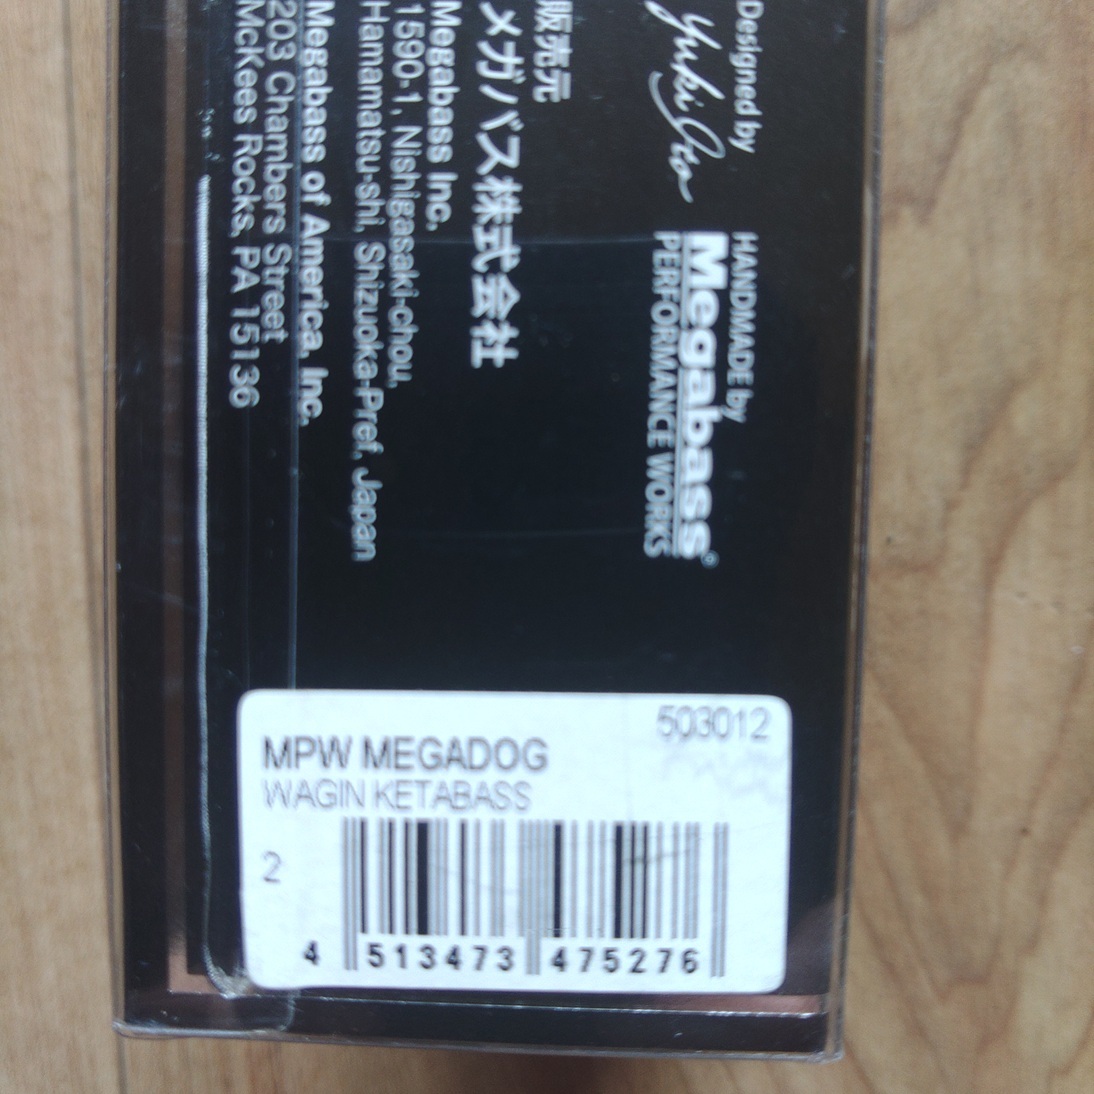 Designed by
Yuki Ito
HANDMADE by
Megabass®
PERFORMANCE WORKS
販売元
メガバス株式会社
Megabass Inc,
1590-1, Nishigasaki-chou,
Hamamatsu-shi, Shizuoka-Pref, Japan
Megabass of America, Inc.
203 Chambers Street
McKees Rocks, PA 15136
503012
MPW MEGADOG
WAGIN KETABASS
2
4 513473 475276